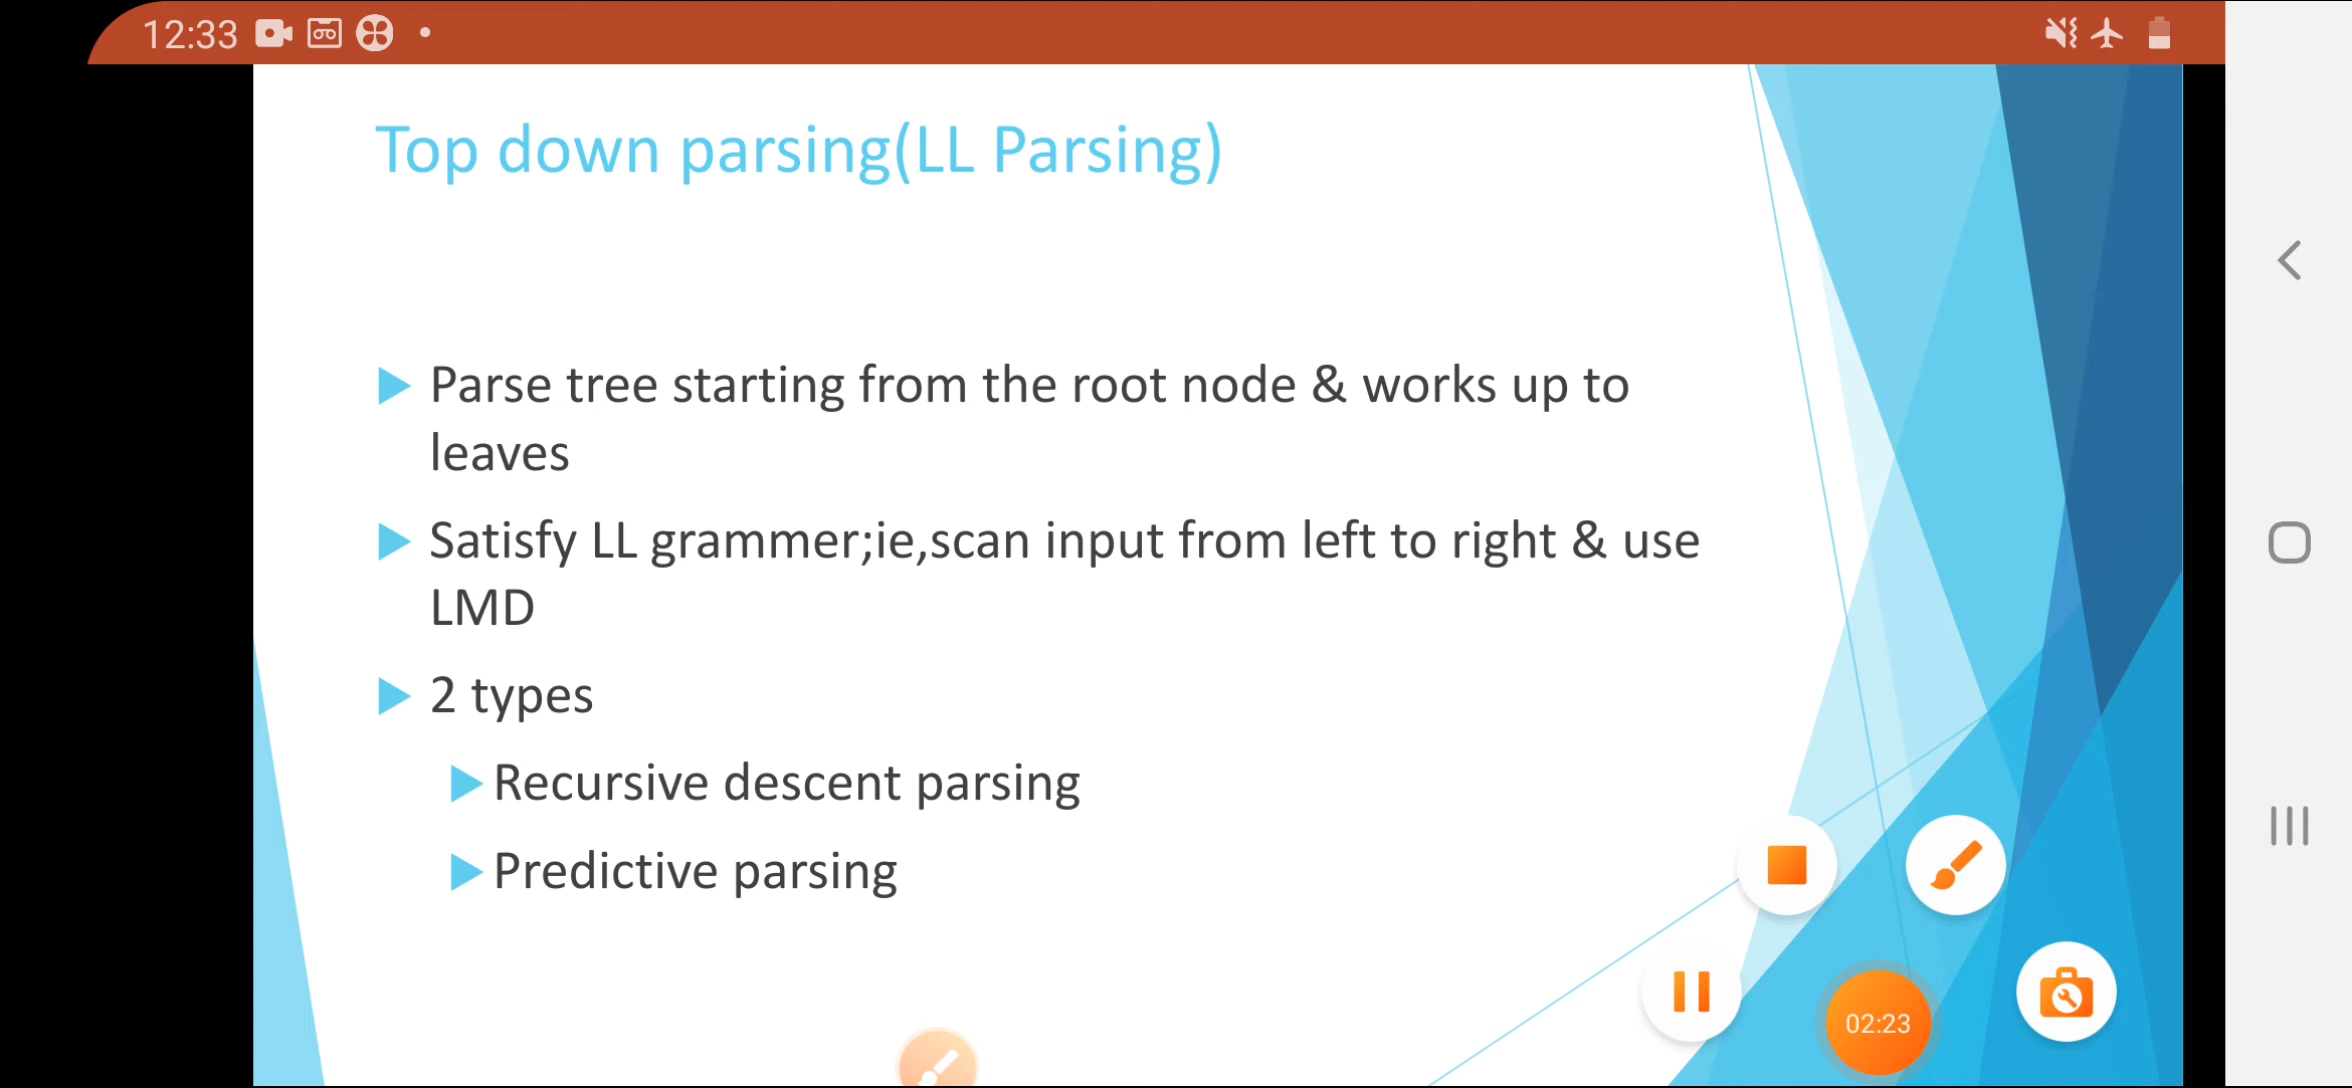 12:33
Top down parsing(LL Parsing)
Parse tree starting from the root node & works up to
leaves
Satisfy LL grammer;ie,scan input from left to right & use
LMD
2 types
Recursive descent parsing
Predictive parsing
02:23